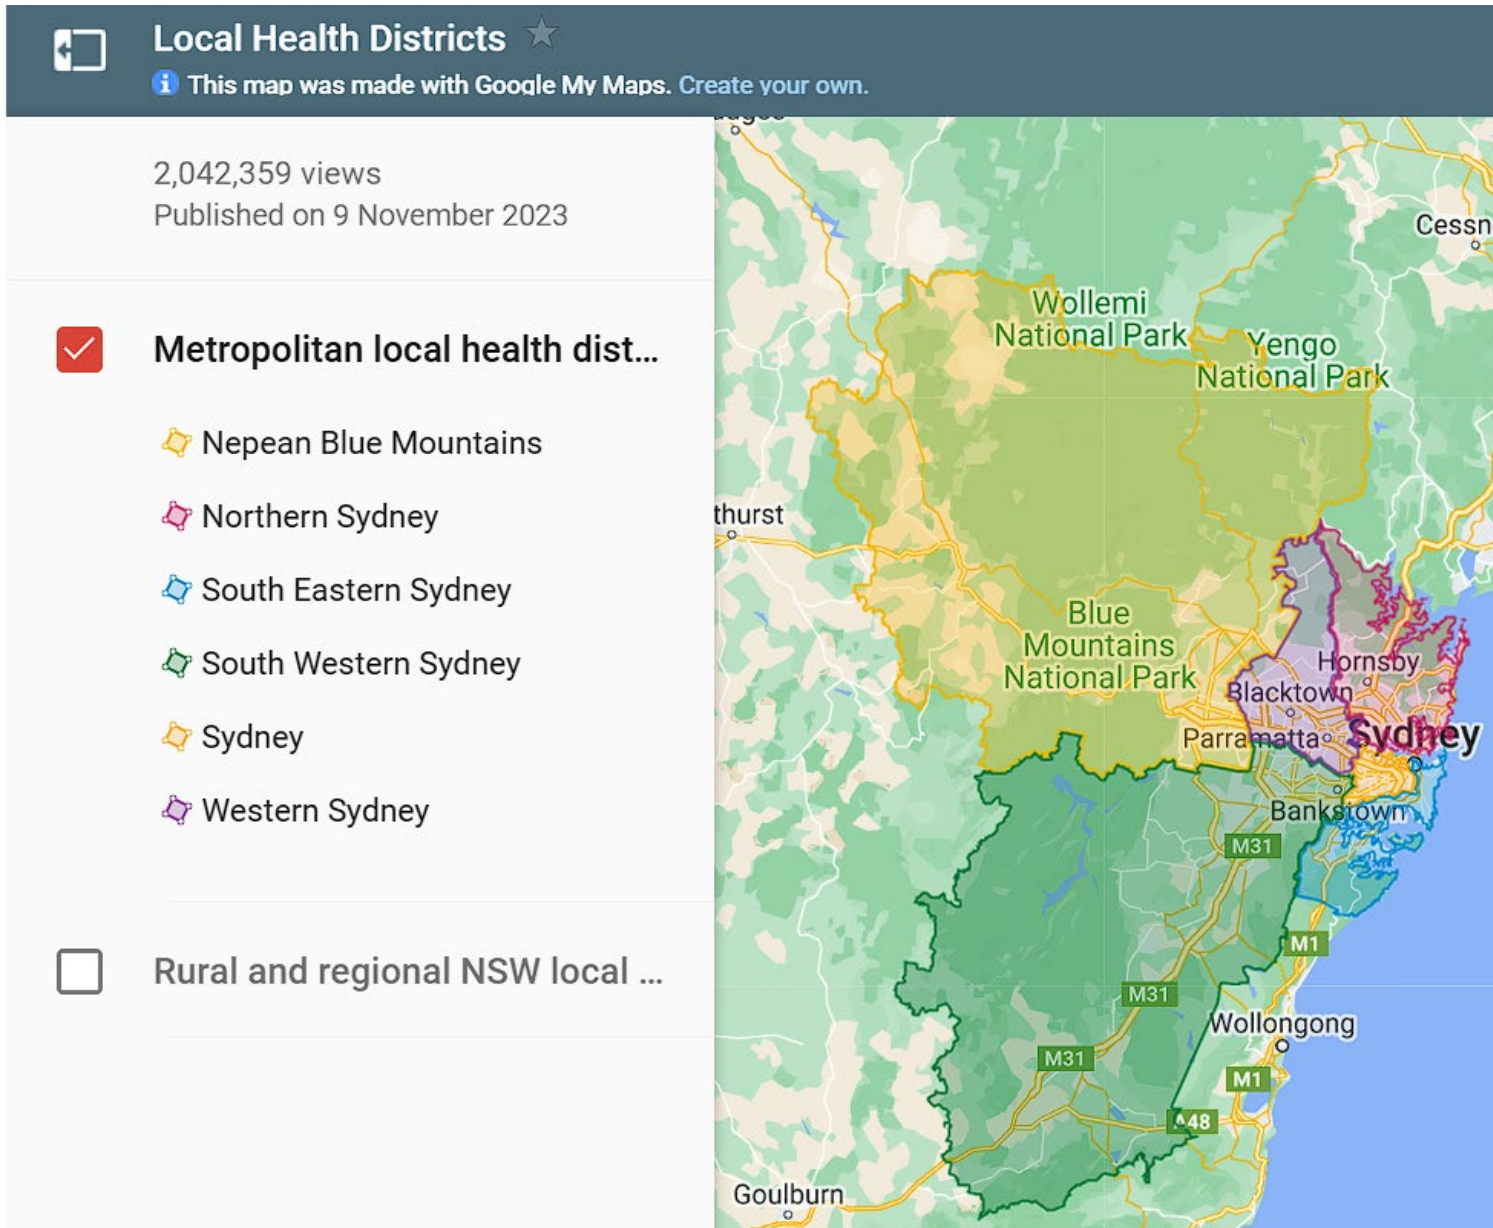 Local Health Districts
This map was made with Google My Maps. Create your own.
2,042,359 views
Published on 9 November 2023
Metropolitan local health dist...
Nepean Blue Mountains
Northern Sydney
South Eastern Sydney
South Western Sydney
Sydney
Western Sydney
Rural and regional NSW local ...
Cessn
Wollemi
National Park
Yengo
National Park
thurst
Blue
Mountains
National Park
Hornsby
Blacktown
Parramatta
Sydney
Bankstown
M31
M1
M31
Wollongong
M31
M1
A48
Goulburn